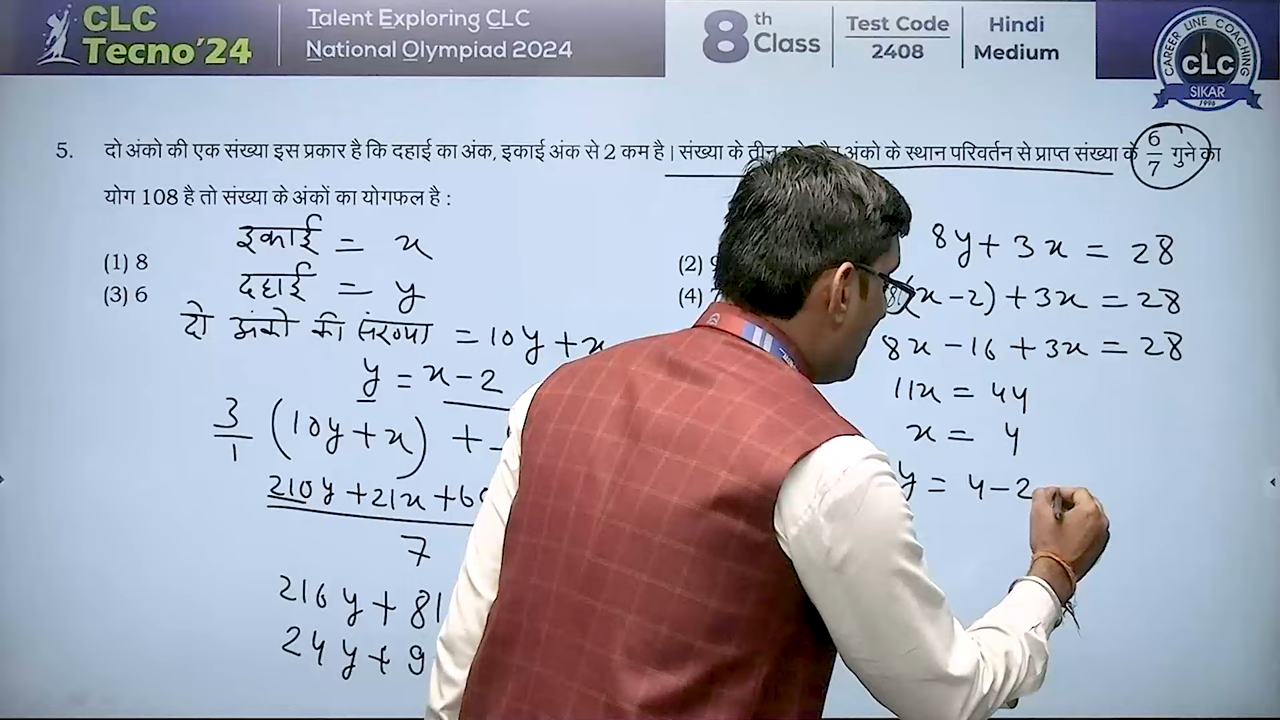 CLC Tecno'24
Talent Exploring CLC
National Olympiad 2024
8th Class
Test Code 2408
Hindi Medium
CAREER LINE COACHING
CLC
SIKAR
1996
5. दो अंको की एक संख्या इस प्रकार है कि दहाई का अंक, इकाई अंक से 2 कम है। संख्या के तीन अंको के स्थान परिवर्तन से प्राप्त संख्या के 6/7 गुने का
योग 108 है तो संख्या के अंकों का योगफल है :
(1) 8
(2)
(3) 6
(4)
इकाई = x
दहाई = y
दो अंको की संख्या = 10y + x
y = x - 2
3/1 (10y + x) +
210y + 21x + 6
7
216y + 81
24y + 9
8y + 3x = 28
8(x - 2) + 3x = 28
8x - 16 + 3x = 28
11x = 44
x = 4
y = 4 - 2